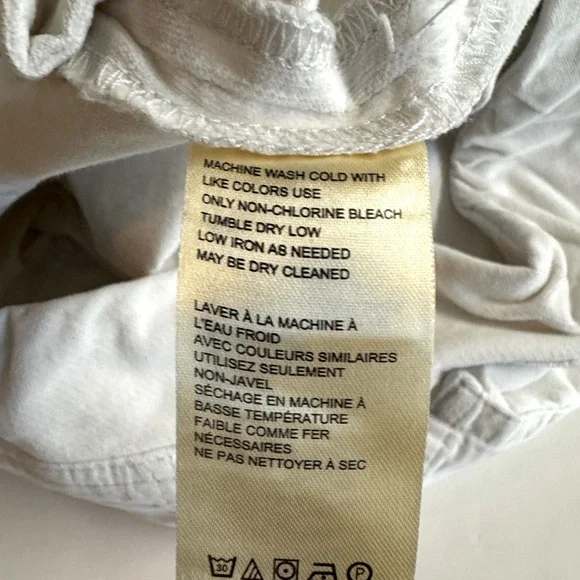 MACHINE WASH COLD WITH
LIKE COLORS USE
ONLY NON-CHLORINE BLEACH
TUMBLE DRY LOW
LOW IRON AS NEEDED
MAY BE DRY CLEANED
LAVER À LA MACHINE À
L'EAU FROID
AVEC COULEURS SIMILAIRES
UTILISEZ SEULEMENT
NON-JAVEL
SÉCHAGE EN MACHINE À
BASSE TEMPÉRATURE
FAIBLE COMME FER
NÉCESSAIRES
NE PAS NETTOYER À SEC
30 P